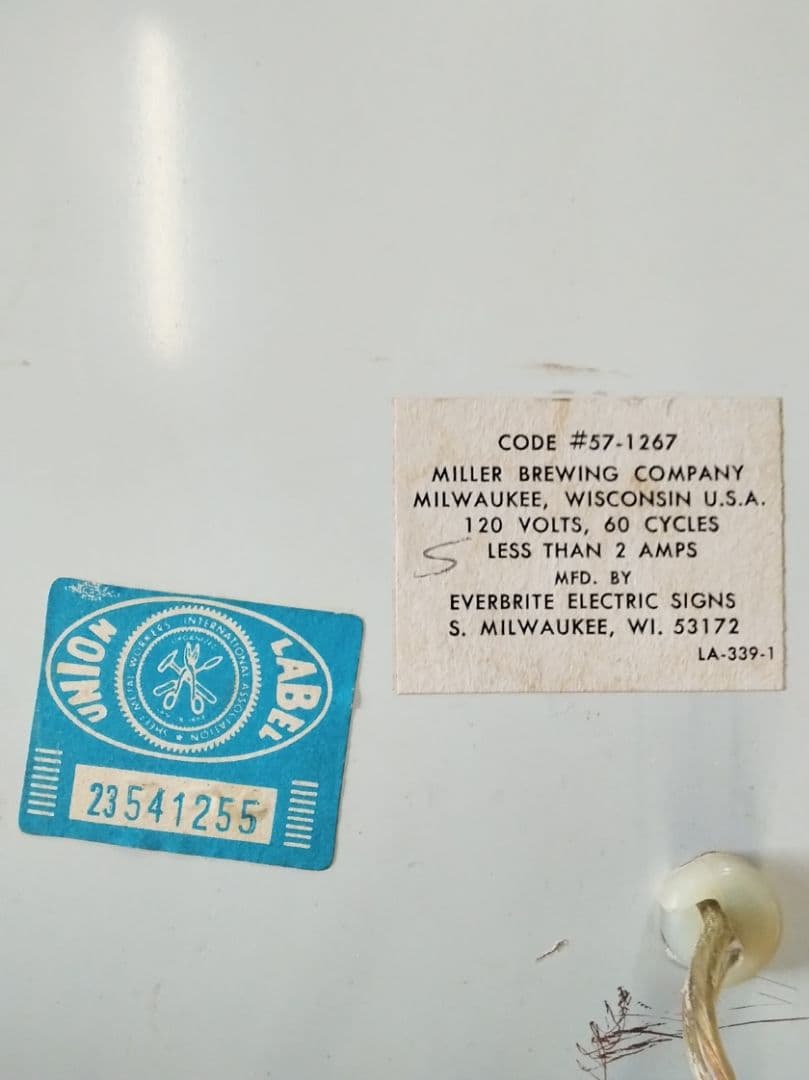 CODE #57-1267
MILLER BREWING COMPANY
MILWAUKEE, WISCONSIN U.S.A.
120 VOLTS, 60 CYCLES
S LESS THAN 2 AMPS
MFD. BY
EVERBRITE ELECTRIC SIGNS
S. MILWAUKEE, WI. 53172
LA-339-1
UNION LABEL
SHEET METAL WORKERS INTERNATIONAL ASSOCIATION
23541255